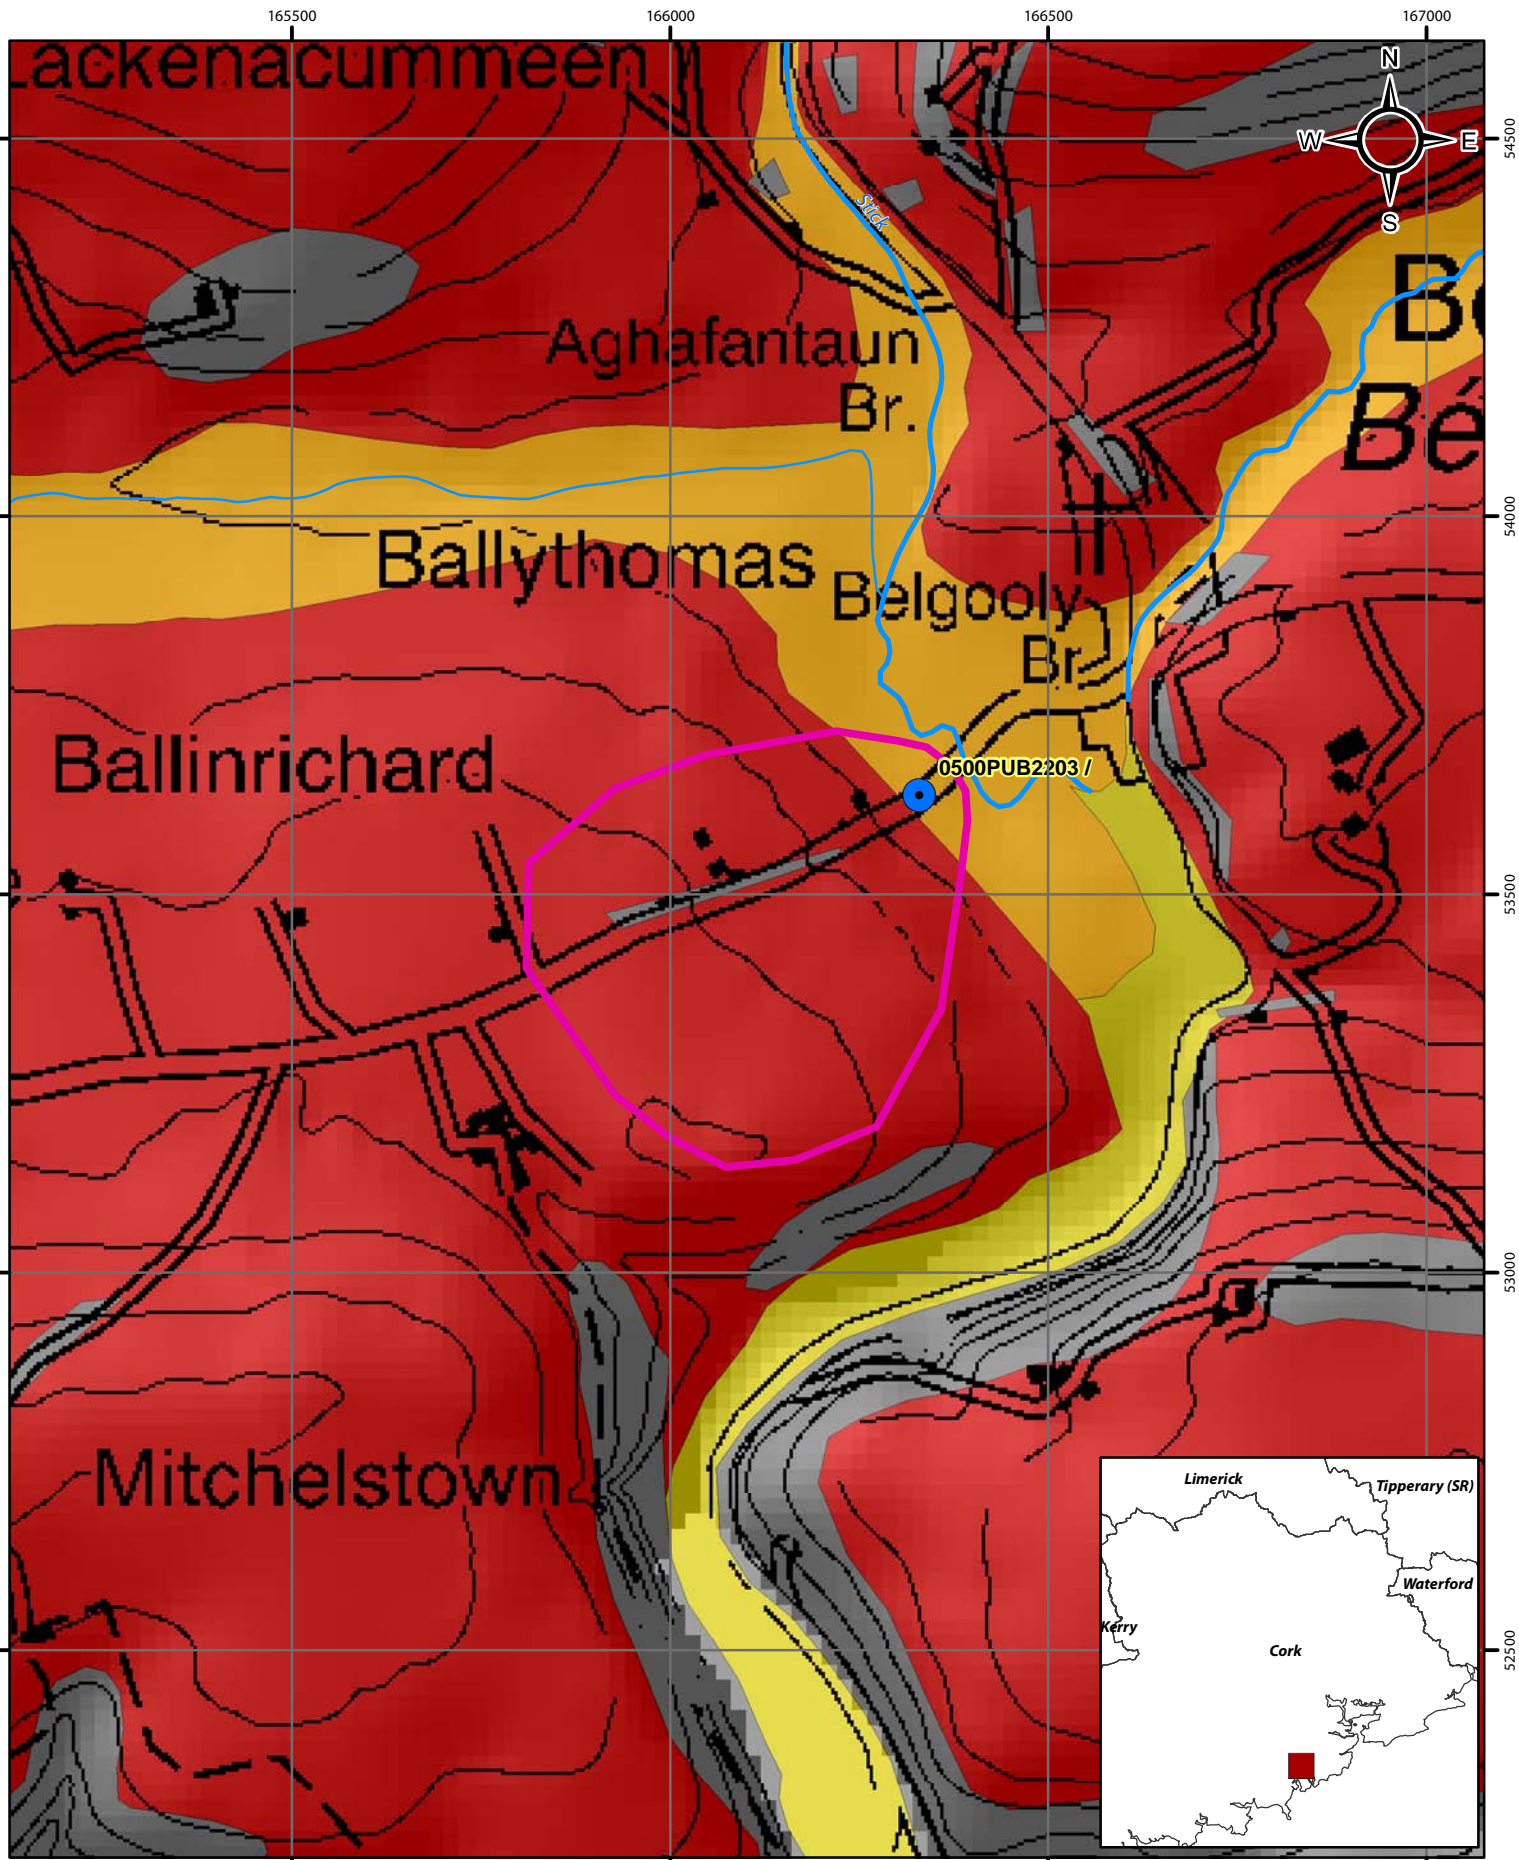 165500 166000 166500 167000
Lackenacummeen
N
W E
S
54500
Stick
Aghafantaun
Br.
Bé
54000
Ballythomas
Belgooly
Br
Ballinrichard
0500PUB2203 /
53500
53000
Mitchelstown
Limerick
Tipperary (SR)
Waterford
Kerry
Cork
52500